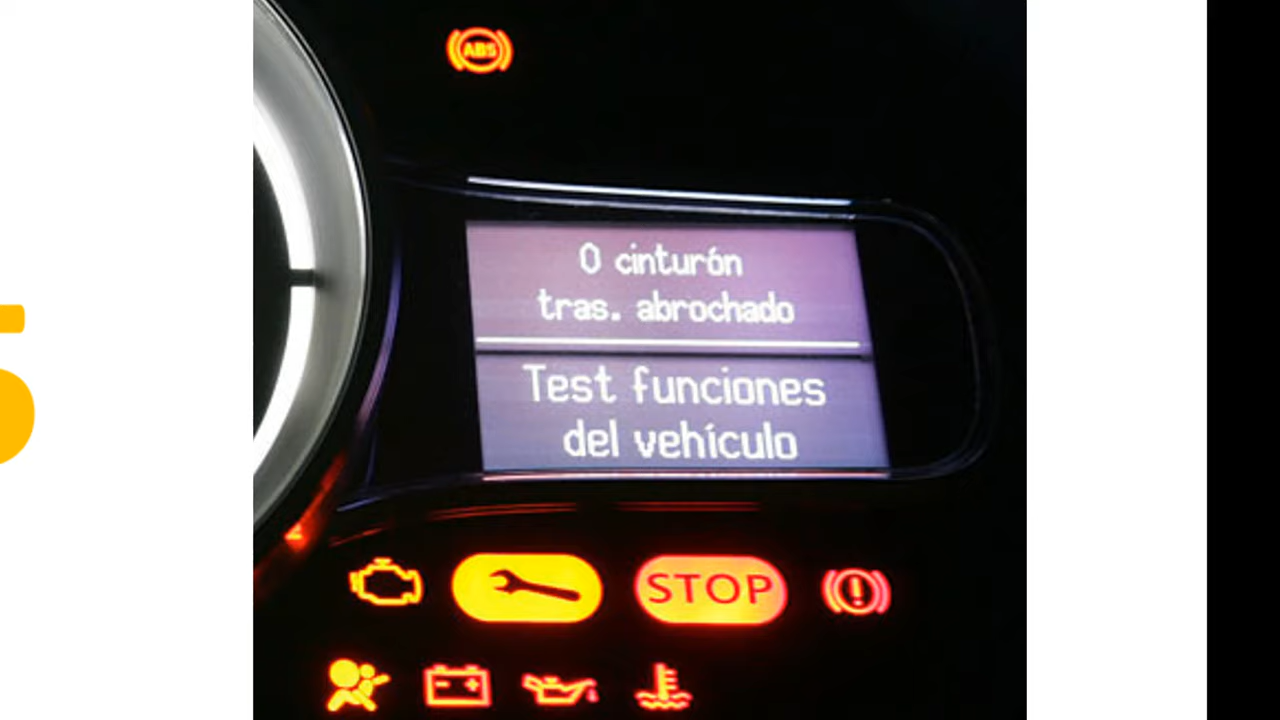 ABS
0 cinturón
tras. abrochado
Test funciones
del vehículo
STOP